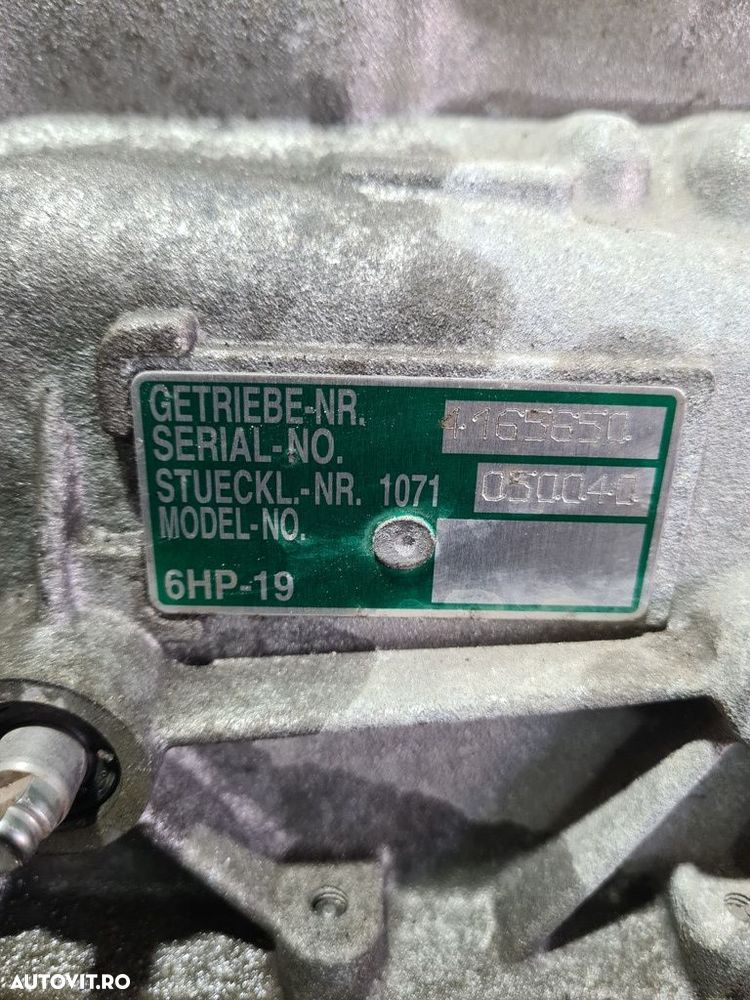 GETRIEBE-NR.
SERIAL-NO. 4165650
STUECKL.-NR. 1071 050040
MODEL-NO.
6HP-19
AUTOVIT.RO